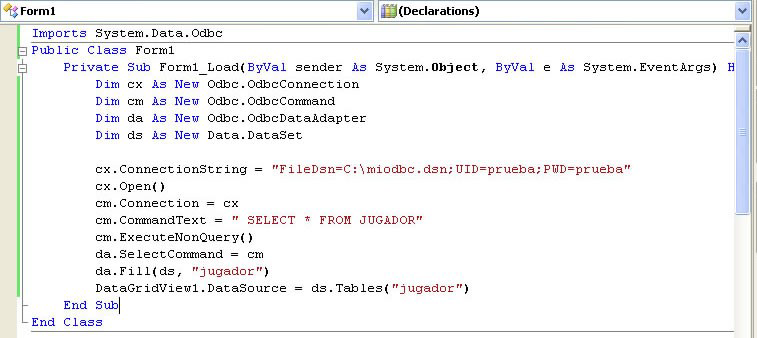 Form1
(Declarations)
Imports System.Data.Odbc
Public Class Form1
    Private Sub Form1_Load(ByVal sender As System.Object, ByVal e As System.EventArgs) H
        Dim cx As New Odbc.OdbcConnection
        Dim cm As New Odbc.OdbcCommand
        Dim da As New Odbc.OdbcDataAdapter
        Dim ds As New Data.DataSet
        cx.ConnectionString = "FileDsn=C:\miodbc.dsn;UID=prueba;PWD=prueba"
        cx.Open()
        cm.Connection = cx
        cm.CommandText = " SELECT * FROM JUGADOR"
        cm.ExecuteNonQuery()
        da.SelectCommand = cm
        da.Fill(ds, "jugador")
        DataGridView1.DataSource = ds.Tables("jugador")
    End Sub
End Class